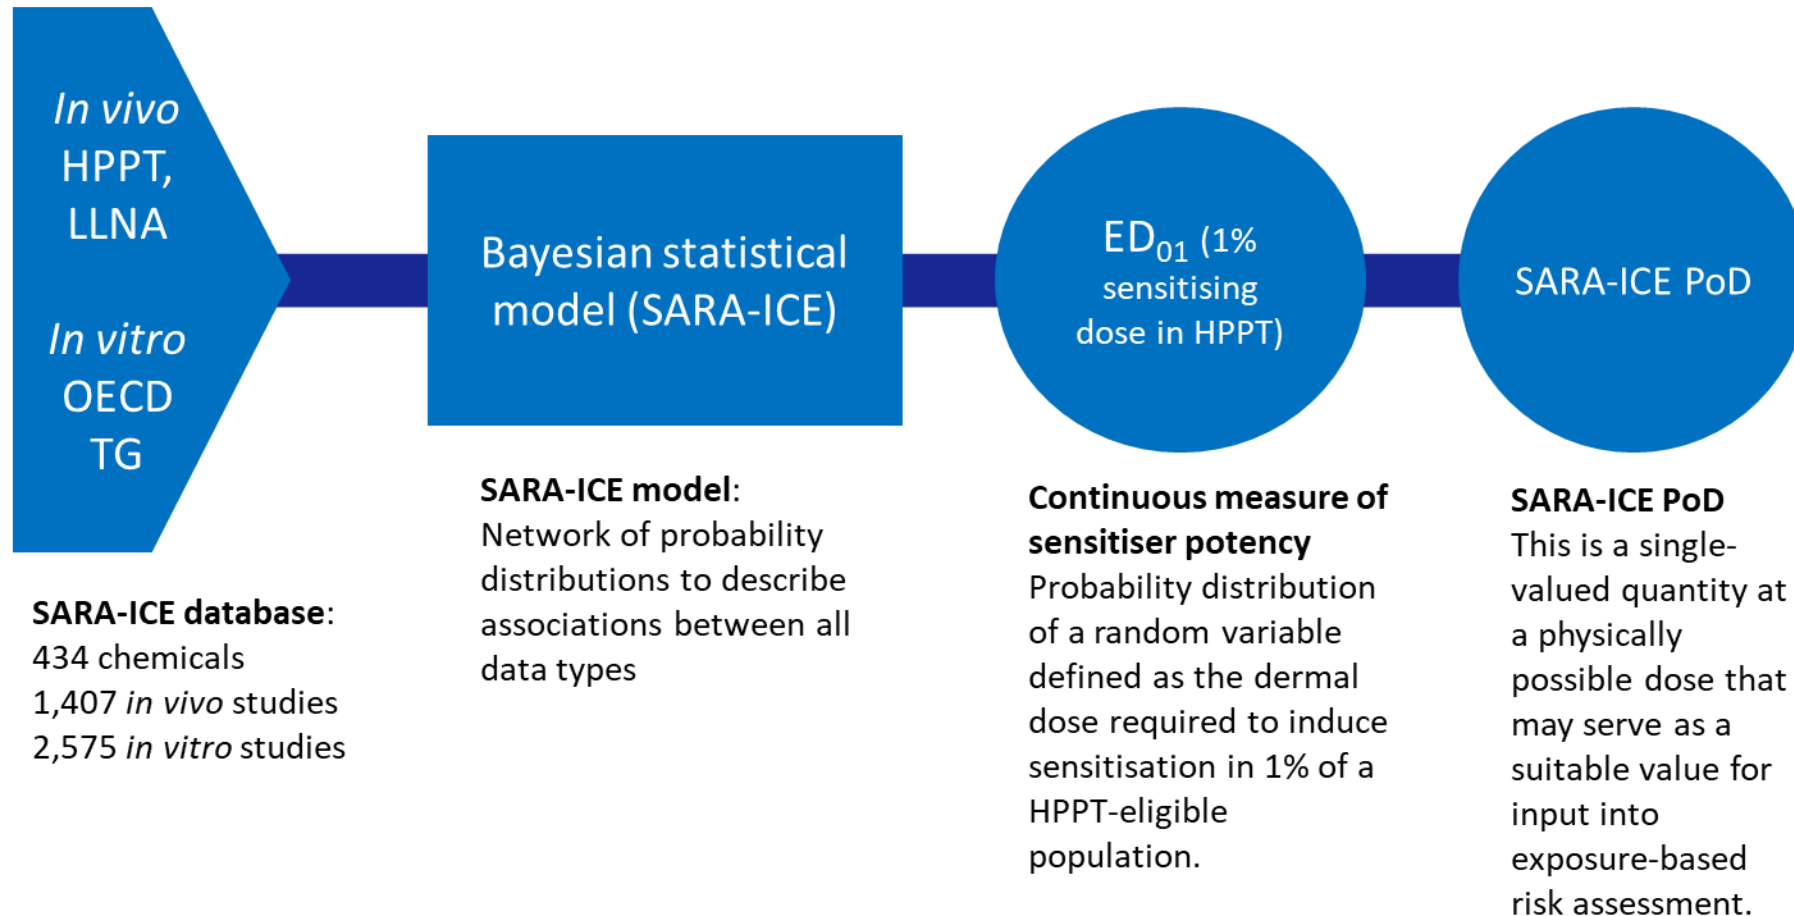 In vivo
HPPT,
LLNA
In vitro
OECD
TG
SARA-ICE database:
434 chemicals
1,407 in vivo studies
2,575 in vitro studies
Bayesian statistical
model (SARA-ICE)
SARA-ICE model:
Network of probability
distributions to describe
associations between all
data types
ED01 (1%
sensitising
dose in HPPT)
Continuous measure of
sensitiser potency
Probability distribution
of a random variable
defined as the dermal
dose required to induce
sensitisation in 1% of a
HPPT-eligible
population.
SARA-ICE PoD
SARA-ICE PoD
This is a single-
valued quantity at
a physically
possible dose that
may serve as a
suitable value for
input into
exposure-based
risk assessment.